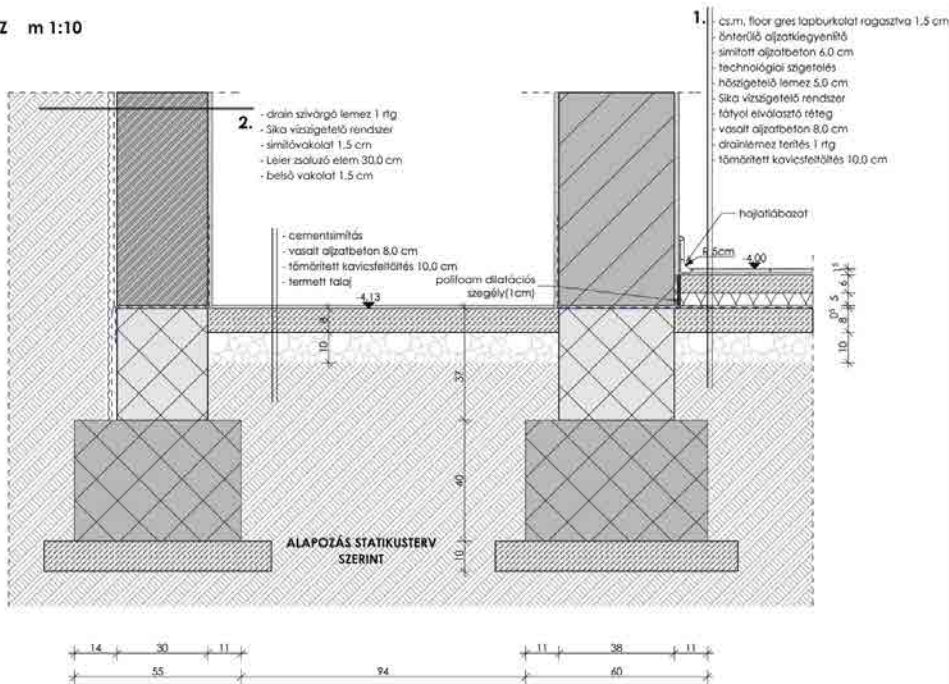 Z m 1:10
1.
- cs.m. floor gres lapburkolat ragasztva 1.5 cm
- önterülő aljzatkiegyenlítő
- simított aljzatbeton 6.0 cm
- technológiai szigetelés
- hőszigetelő lemez 5.0 cm
- Sika vízszigetelő rendszer
- fátyol elválasztó réteg
- vasalt aljzatbeton 8.0 cm
- drainlemez terítés 1 rtg
- tömörített kavicsfeltöltés 10.0 cm
2.
- drain szivárgó lemez 1 rtg
- Sika vízszigetelő rendszer
- simítóvakolat 1.5 cm
- Leier zsaluzó elem 30.0 cm
- belső vakolat 1.5 cm
- cementsimítás
- vasalt aljzatbeton 8.0 cm
- tömörített kavicsfeltöltés 10.0 cm
- termett talaj
hajlatlábazat
R 5cm
-4.00
polifoam dilatációs
szegély(1cm)
-4.13
8
10
37
40
10
6
5
8
10
ALAPOZÁS STATIKUSTERV
SZERINT
14 30 11 11 38 11
55 94 60